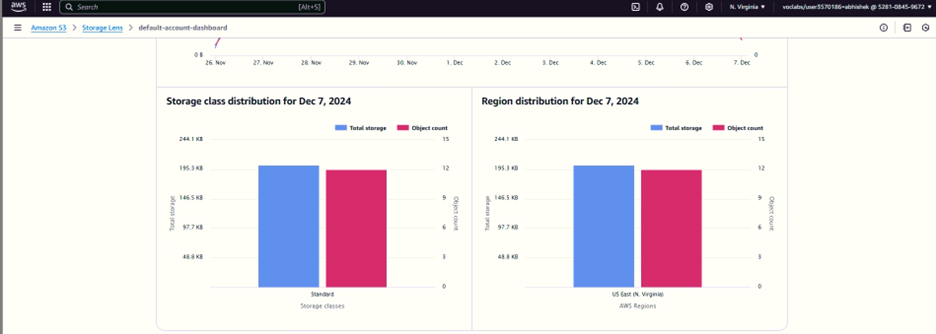 aws
Search [Alt+S]
N. Virginia
voclabs/user3570186=abhishek @ 5281-0845-9672
Amazon S3 > Storage Lens > default-account-dashboard
0 B
0
26. Nov 27. Nov 28. Nov 29. Nov 30. Nov 1. Dec 2. Dec 3. Dec 4. Dec 5. Dec 6. Dec 7. Dec
Storage class distribution for Dec 7, 2024
Total storage Object count
244.1 KB 15
195.3 KB 12
146.5 KB 9
97.7 KB 6
48.8 KB 3
0
Total storage
Object count
Standard
Storage classes
Region distribution for Dec 7, 2024
Total storage Object count
244.1 KB 15
195.3 KB 12
146.5 KB 9
97.7 KB 6
48.8 KB 3
0
Total storage
Object count
US East (N. Virginia)
AWS Regions